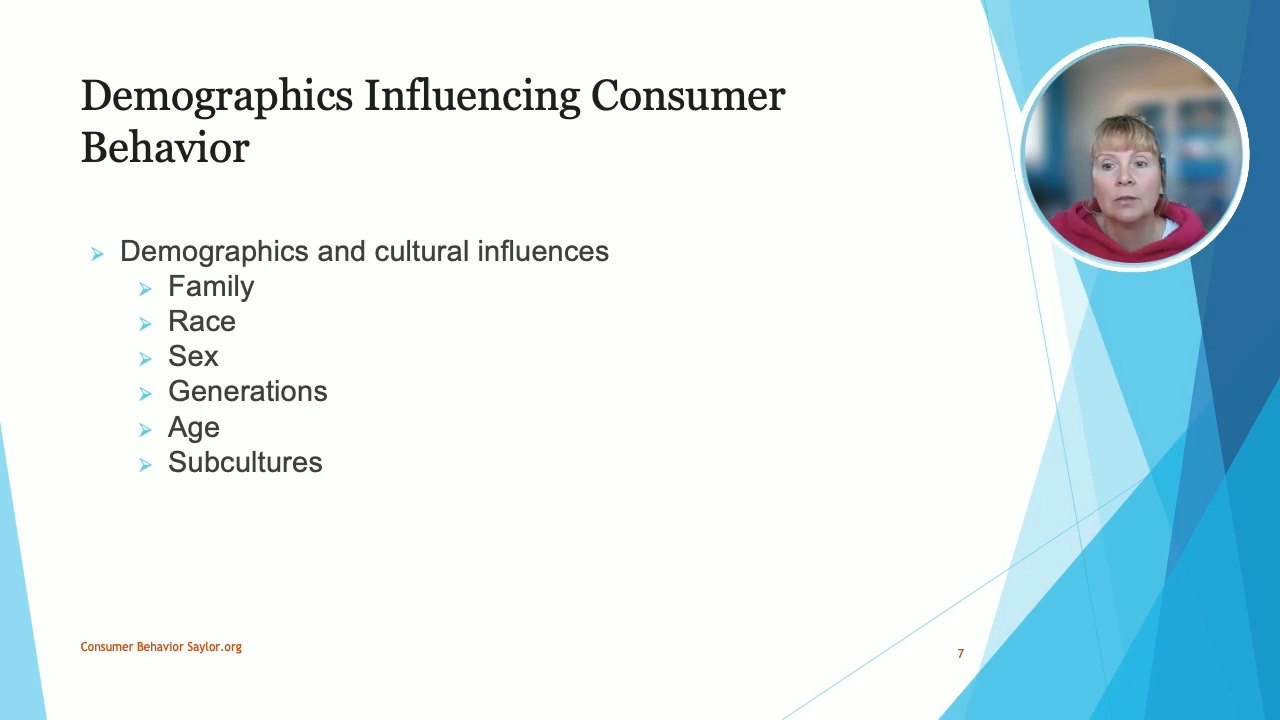 Demographics Influencing Consumer
Behavior
Demographics and cultural influences
Family
Race
Sex
Generations
Age
Subcultures
Consumer Behavior Saylor.org
7